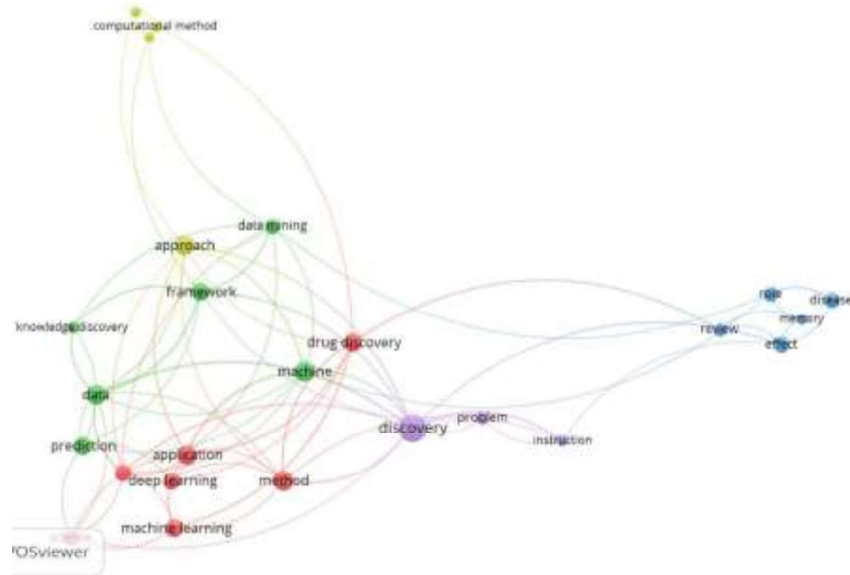 computational method
data mining
approach
framework
role
disease
memory
knowledge discovery
review
drug discovery
effect
machine
data
problem
discovery
instruction
prediction
application
deep learning
method
machine learning
VOSviewer